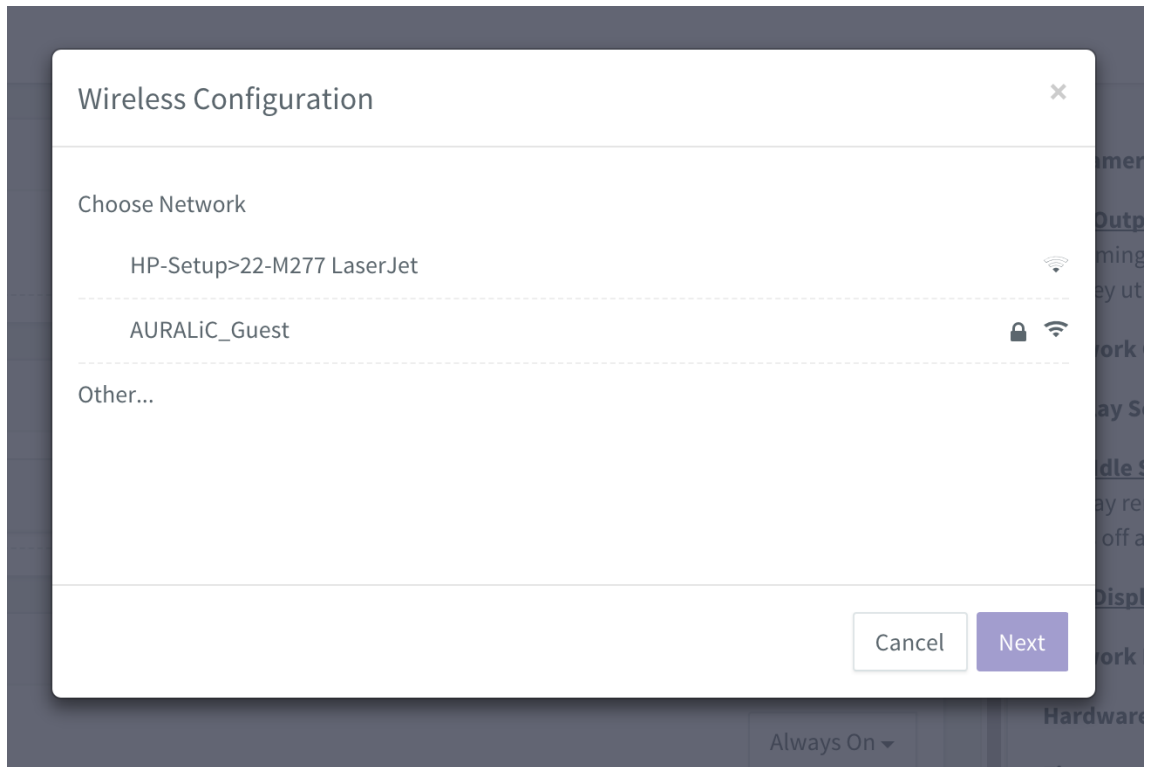 Wireless Configuration
×
Choose Network
HP-Setup>22-M277 LaserJet
AURALiC_Guest
Other...
Cancel
Next
Always On
Hardware